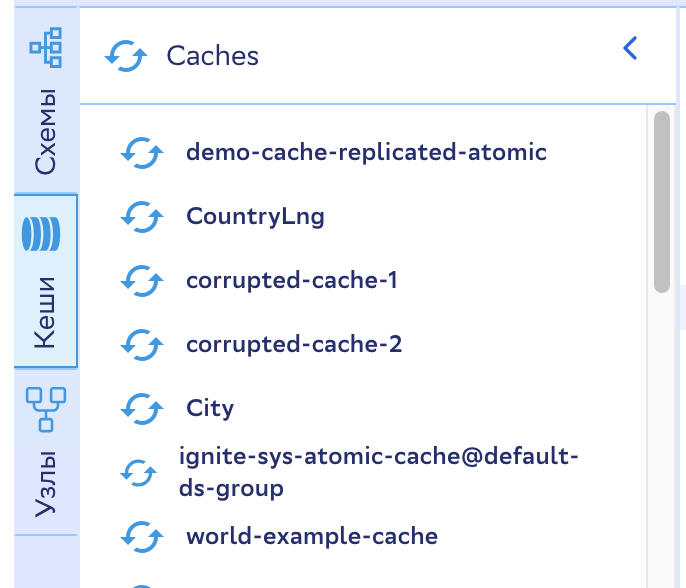 Схемы
Кеши
Узлы
Caches
demo-cache-replicated-atomic
CountryLng
corrupted-cache-1
corrupted-cache-2
City
ignite-sys-atomic-cache@default-
ds-group
world-example-cache